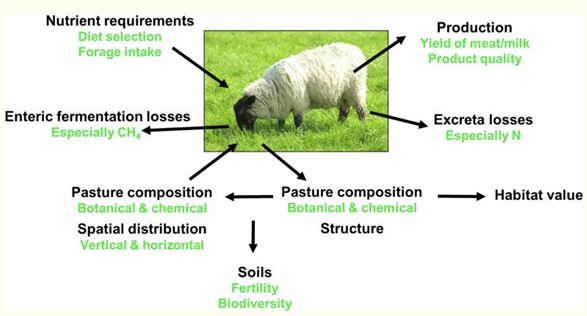 Nutrient requirements
Diet selection
Forage intake
Production
Yield of meat/milk
Product quality
Enteric fermentation losses
Especially CH₄
Excreta losses
Especially N
Pasture composition
Botanical & chemical
Spatial distribution
Vertical & horizontal
Pasture composition
Botanical & chemical
Structure
Habitat value
Soils
Fertility
Biodiversity